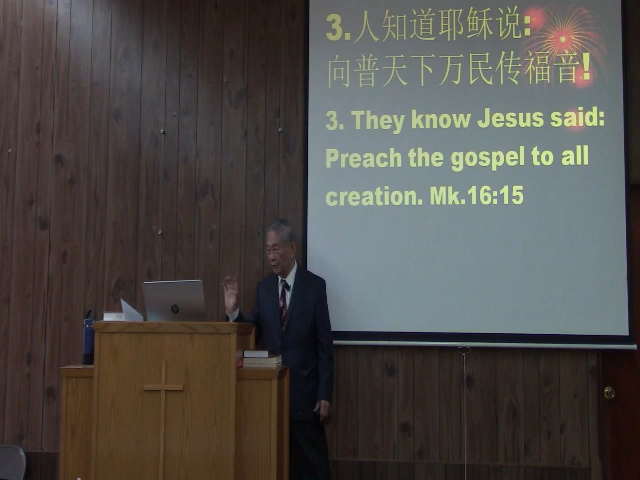 3.人知道耶稣说:
向普天下万民传福音!
3. They know Jesus said:
Preach the gospel to all
creation. Mk.16:15
hp